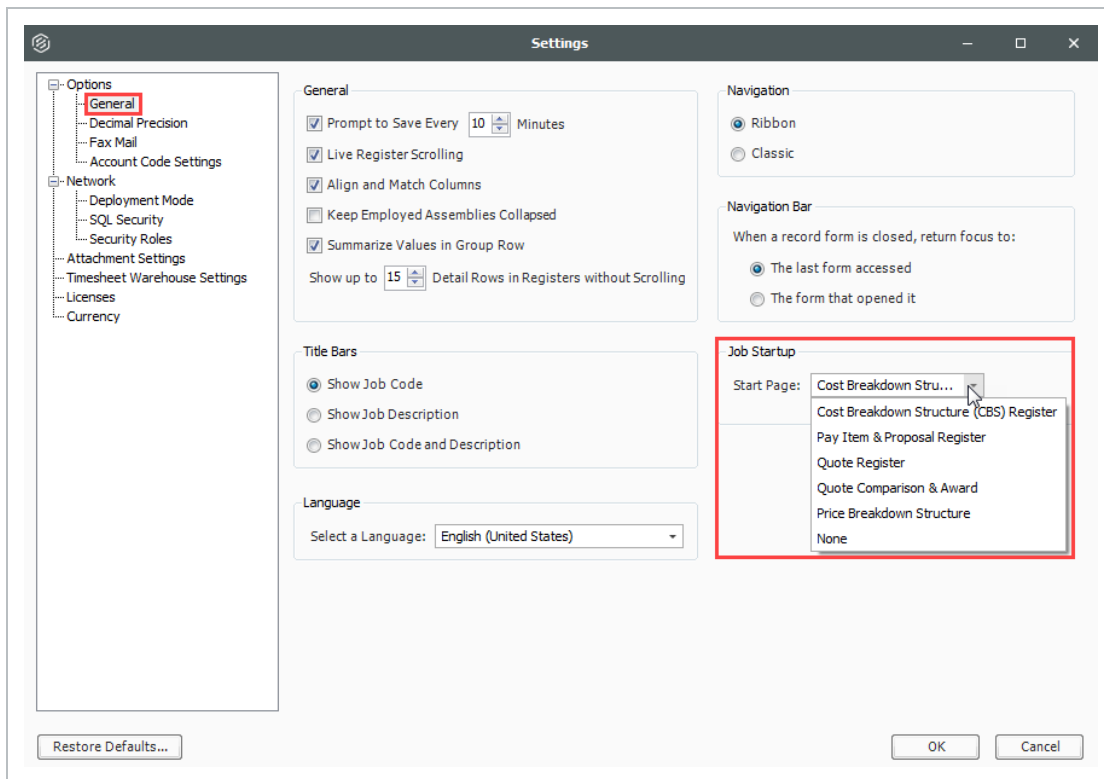 Settings
Options
General
Decimal Precision
Fax Mail
Account Code Settings
Network
Deployment Mode
SQL Security
Security Roles
Attachment Settings
Timesheet Warehouse Settings
Licenses
Currency
General
Prompt to Save Every 10 Minutes
Live Register Scrolling
Align and Match Columns
Keep Employed Assemblies Collapsed
Summarize Values in Group Row
Show up to 15 Detail Rows in Registers without Scrolling
Title Bars
Show Job Code
Show Job Description
Show Job Code and Description
Language
Select a Language: English (United States)
Navigation
Ribbon
Classic
Navigation Bar
When a record form is closed, return focus to:
The last form accessed
The form that opened it
Job Startup
Start Page: Cost Breakdown Stru...
Cost Breakdown Structure (CBS) Register
Pay Item & Proposal Register
Quote Register
Quote Comparison & Award
Price Breakdown Structure
None
Restore Defaults...
OK
Cancel